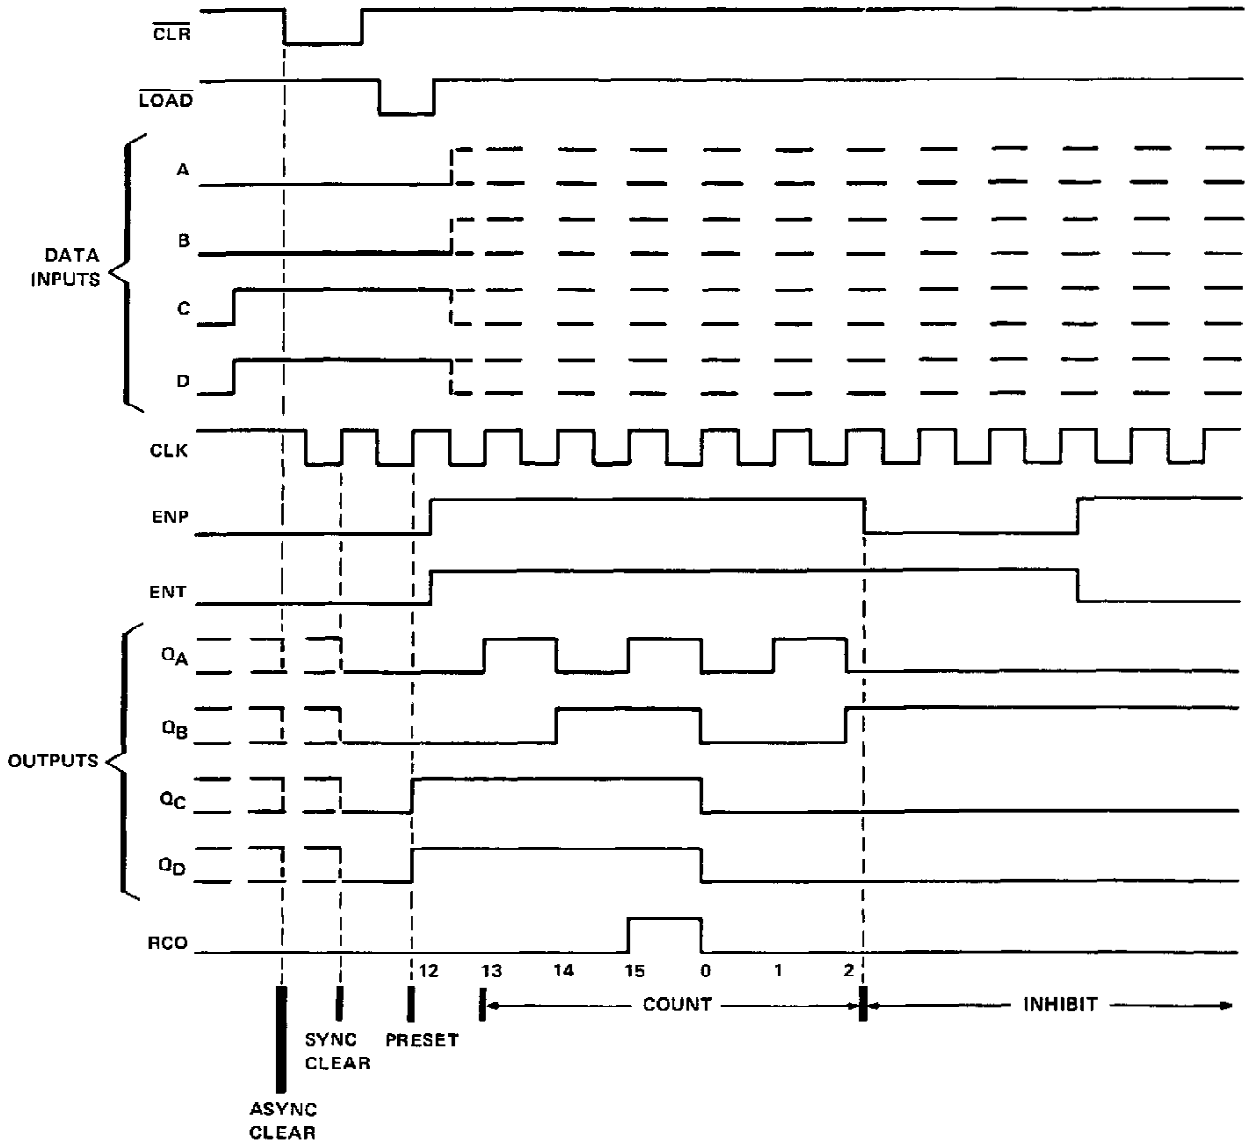 CLR
LOAD
A
B
DATA
INPUTS
C
D
CLK
ENP
ENT
QA
QB
OUTPUTS
QC
QD
RCO
12 13 14 15 0 1 2
COUNT INHIBIT
SYNC
CLEAR
PRESET
ASYNC
CLEAR